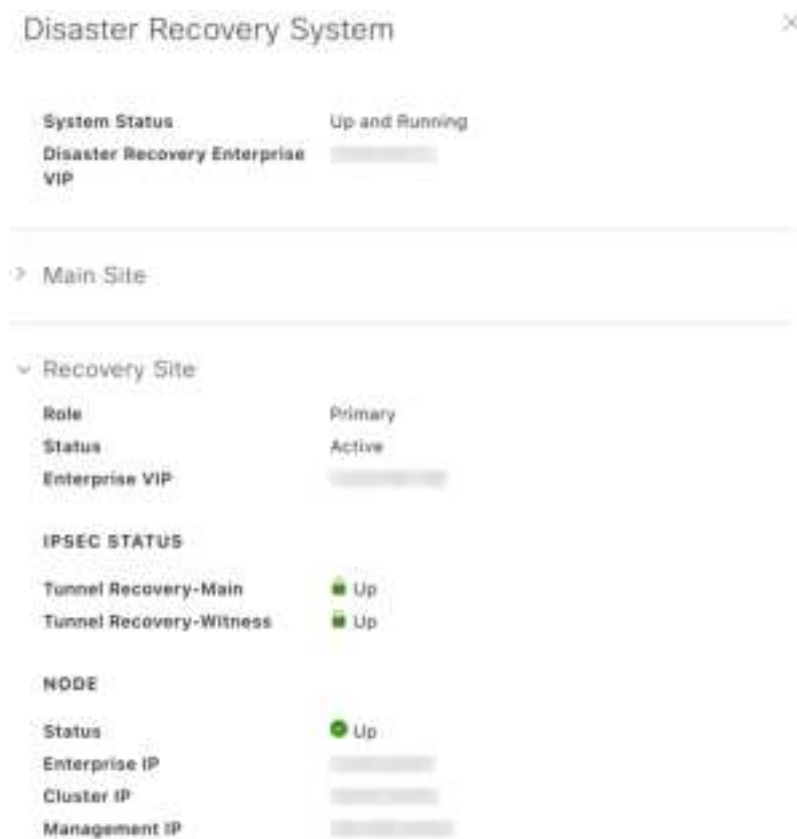 Disaster Recovery System
System Status Up and Running
Disaster Recovery Enterprise
VIP
Main Site
Recovery Site
Role Primary
Status Active
Enterprise VIP
IPSEC STATUS
Tunnel Recovery-Main Up
Tunnel Recovery-Witness Up
NODE
Status Up
Enterprise IP
Cluster IP
Management IP